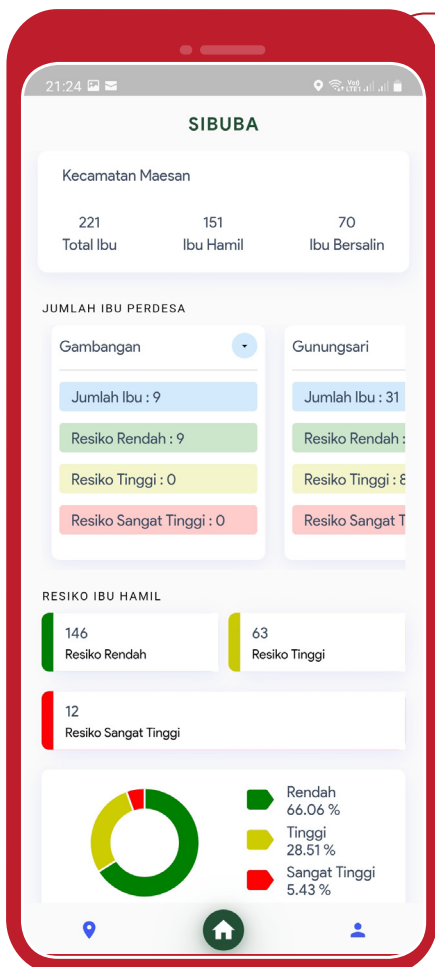 21:24
SIBUBA
Kecamatan Maesan
221 151 70
Total Ibu Ibu Hamil Ibu Bersalin
JUMLAH IBU PERDESA
Gambangan
Jumlah Ibu : 9
Resiko Rendah : 9
Resiko Tinggi : 0
Resiko Sangat Tinggi : 0
Gunungsari
Jumlah Ibu : 31
Resiko Rendah :
Resiko Tinggi : 8
Resiko Sangat T
RESIKO IBU HAMIL
146
Resiko Rendah
63
Resiko Tinggi
12
Resiko Sangat Tinggi
Rendah
66.06 %
Tinggi
28.51 %
Sangat Tinggi
5.43 %